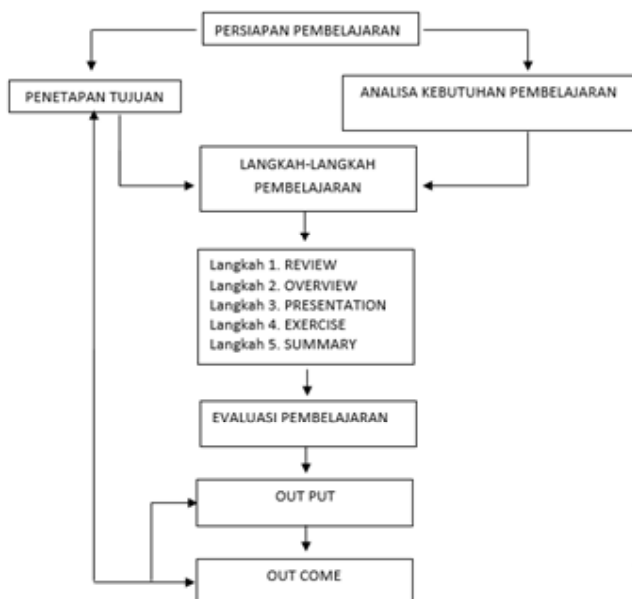 PERSIAPAN PEMBELAJARAN
PENETAPAN TUJUAN
ANALISA KEBUTUHAN PEMBELAJARAN
LANGKAH-LANGKAH
PEMBELAJARAN
Langkah 1. REVIEW
Langkah 2. OVERVIEW
Langkah 3. PRESENTATION
Langkah 4. EXERCISE
Langkah 5. SUMMARY
EVALUASI PEMBELAJARAN
OUT PUT
OUT COME